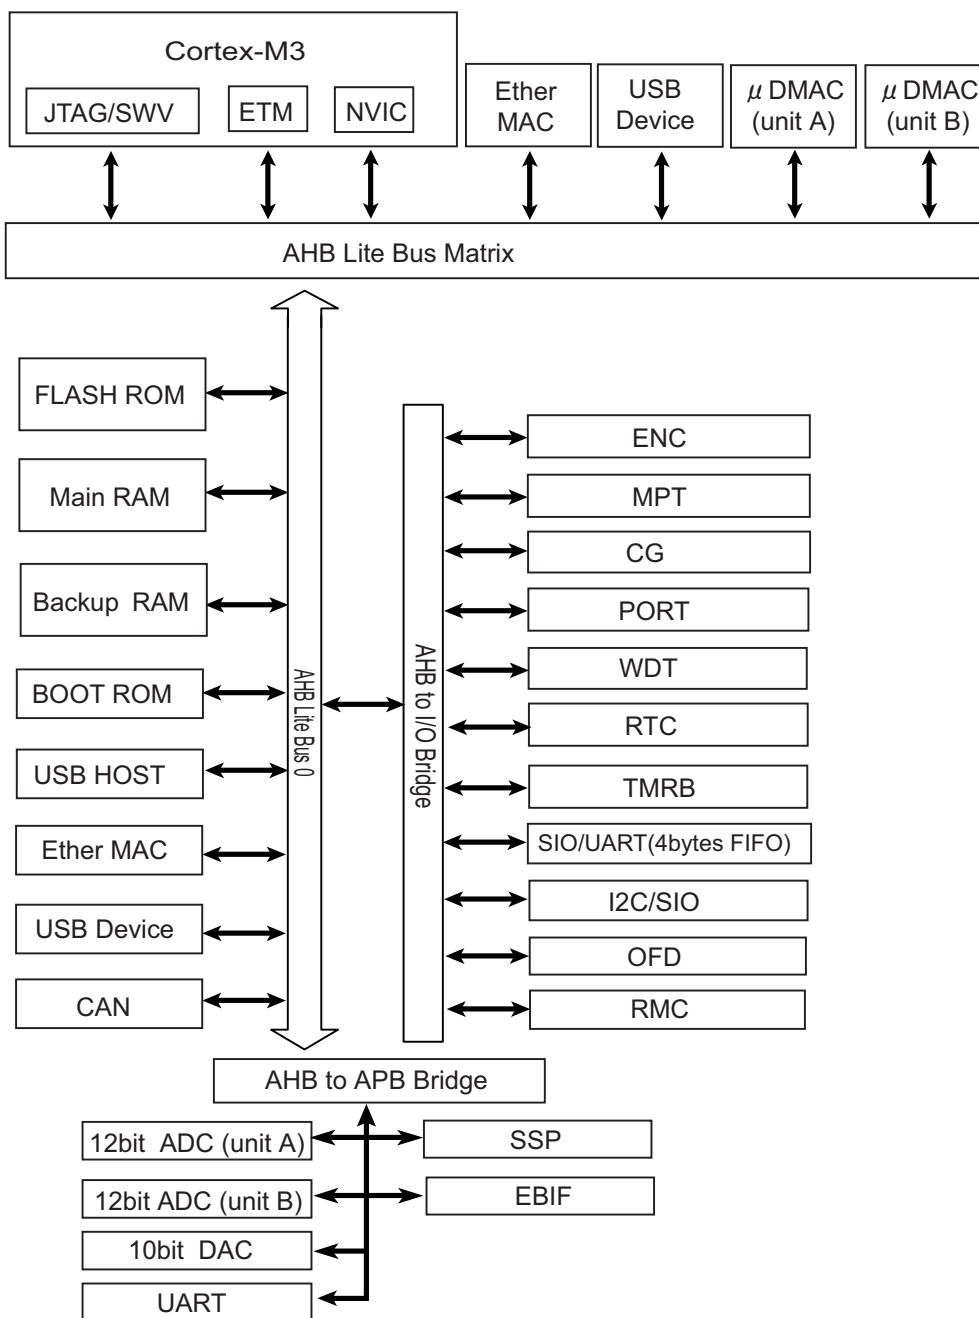 Cortex-M3
JTAG/SWV
ETM
NVIC
Ether
MAC
USB
Device
μ DMAC
(unit A)
μ DMAC
(unit B)
AHB Lite Bus Matrix
FLASH ROM
Main RAM
Backup RAM
BOOT ROM
USB HOST
Ether MAC
USB Device
CAN
AHB Lite Bus 0
AHB to I/O Bridge
ENC
MPT
CG
PORT
WDT
RTC
TMRB
SIO/UART(4bytes FIFO)
I2C/SIO
OFD
RMC
AHB to APB Bridge
12bit ADC (unit A)
12bit ADC (unit B)
10bit DAC
UART
SSP
EBIF